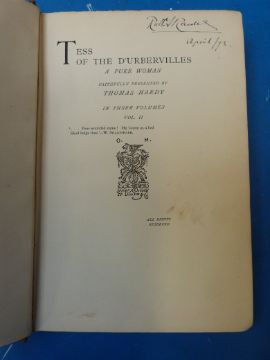 April/92
TESS
OF THE D'URBERVILLES
A PURE WOMAN
FAITHFULLY PRESENTED BY
THOMAS HARDY
IN THREE VOLUMES
VOL. II
'. . . Poor wounded name! My bosom as a bed
Shall lodge thee.'—W. SHAKESPEARE.
ALL RIGHTS
RESERVED